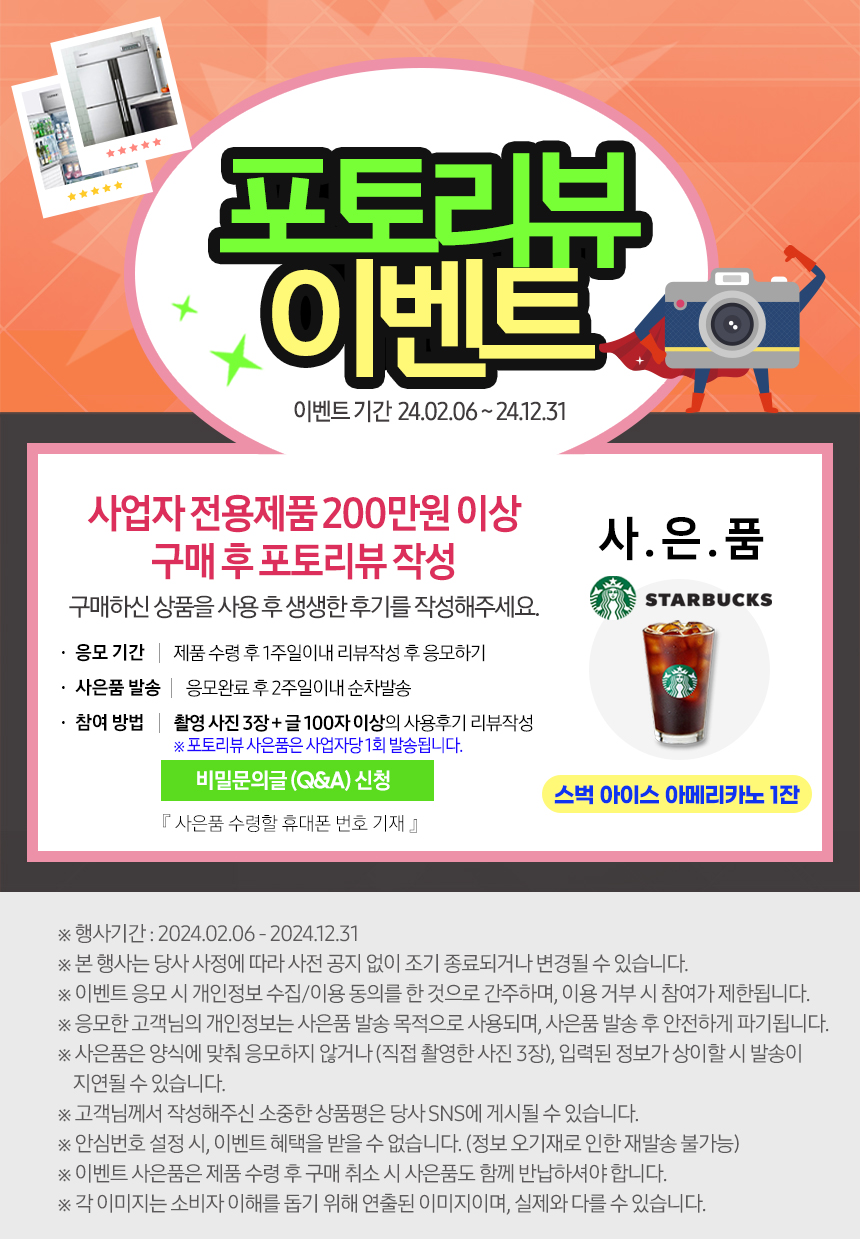 포토리뷰
이벤트
이벤트 기간 24.02.06 ~ 24.12.31
사업자 전용제품 200만원 이상
구매 후 포토리뷰 작성
구매하신 상품을 사용 후 생생한 후기를 작성해주세요.
· 응모 기간 | 제품 수령 후 1주일이내 리뷰작성 후 응모하기
· 사은품 발송 | 응모완료 후 2주일이내 순차발송
· 참여 방법 | 촬영 사진 3장 + 글 100자 이상의 사용후기 리뷰작성
※ 포토리뷰 사은품은 사업자당 1회 발송됩니다.
비밀문의글 (Q&A) 신청
『 사은품 수령할 휴대폰 번호 기재 』
사.은.품
STARBUCKS
스벅 아이스 아메리카노 1잔
※ 행사기간 : 2024.02.06 - 2024.12.31
※ 본 행사는 당사 사정에 따라 사전 공지 없이 조기 종료되거나 변경될 수 있습니다.
※ 이벤트 응모 시 개인정보 수집/이용 동의를 한 것으로 간주하며, 이용 거부 시 참여가 제한됩니다.
※ 응모한 고객님의 개인정보는 사은품 발송 목적으로 사용되며, 사은품 발송 후 안전하게 파기됩니다.
※ 사은품은 양식에 맞춰 응모하지 않거나 (직접 촬영한 사진 3장), 입력된 정보가 상이할 시 발송이
지연될 수 있습니다.
※ 고객님께서 작성해주신 소중한 상품평은 당사 SNS에 게시될 수 있습니다.
※ 안심번호 설정 시, 이벤트 혜택을 받을 수 없습니다. (정보 오기재로 인한 재발송 불가능)
※ 이벤트 사은품은 제품 수령 후 구매 취소 시 사은품도 함께 반납하셔야 합니다.
※ 각 이미지는 소비자 이해를 돕기 위해 연출된 이미지이며, 실제와 다를 수 있습니다.